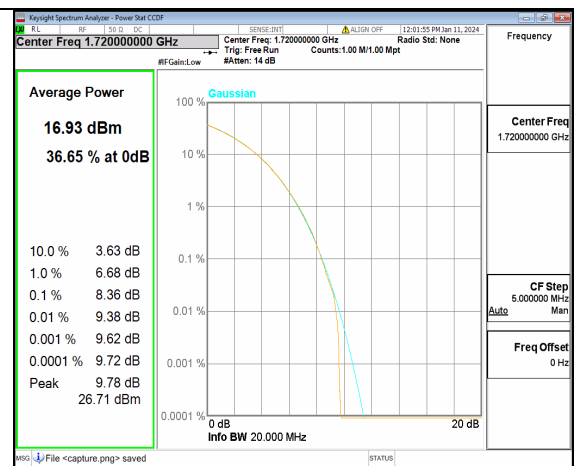 Keysight Spectrum Analyzer - Power Stat CCDF
RL RF 50 Ω DC SENSE:INT ALIGN OFF 12:01:55 PM Jan 11, 2024
Center Freq 1.720000000 GHz
Center Freq: 1.720000000 GHz Radio Std: None
Trig: Free Run Counts:1.00 M/1.00 Mpt
#IFGain:Low #Atten: 14 dB
Frequency
Average Power
16.93 dBm
36.65 % at 0dB
10.0 % 3.63 dB
1.0 % 6.68 dB
0.1 % 8.36 dB
0.01 % 9.38 dB
0.001 % 9.62 dB
0.0001 % 9.72 dB
Peak 9.78 dB
26.71 dBm
Gaussian
100 %
10 %
1 %
0.1 %
0.01 %
0.001 %
0.0001 %
0 dB 20 dB
Info BW 20.000 MHz
Center Freq
1.720000000 GHz
CF Step
5.000000 MHz
Auto Man
Freq Offset
0 Hz
MSG File <capture.png> saved STATUS